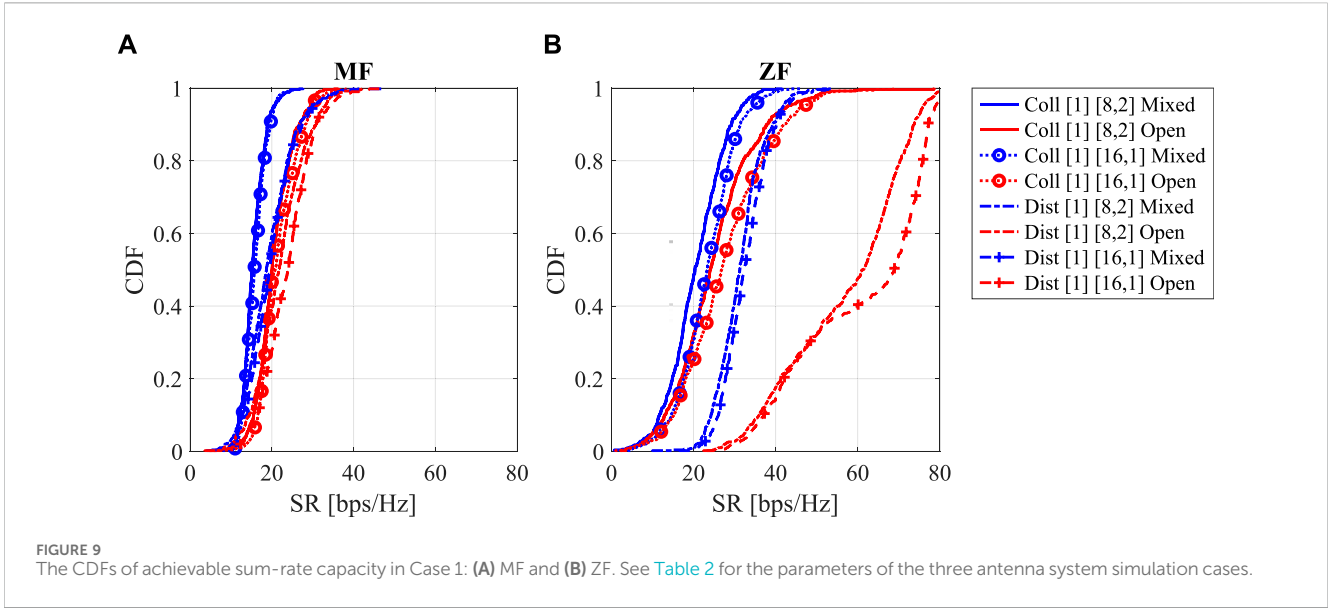 A
B
MF
ZF
1
0.8
0.6
0.4
0.2
0
CDF
0 20 40 60 80
SR [bps/Hz]
1
0.8
0.6
0.4
0.2
0
CDF
0 20 40 60 80
SR [bps/Hz]
Coll [1] [8,2] Mixed
Coll [1] [8,2] Open
Coll [1] [16,1] Mixed
Coll [1] [16,1] Open
Dist [1] [8,2] Mixed
Dist [1] [8,2] Open
Dist [1] [16,1] Mixed
Dist [1] [16,1] Open
FIGURE 9
The CDFs of achievable sum-rate capacity in Case 1: (A) MF and (B) ZF. See Table 2 for the parameters of the three antenna system simulation cases.